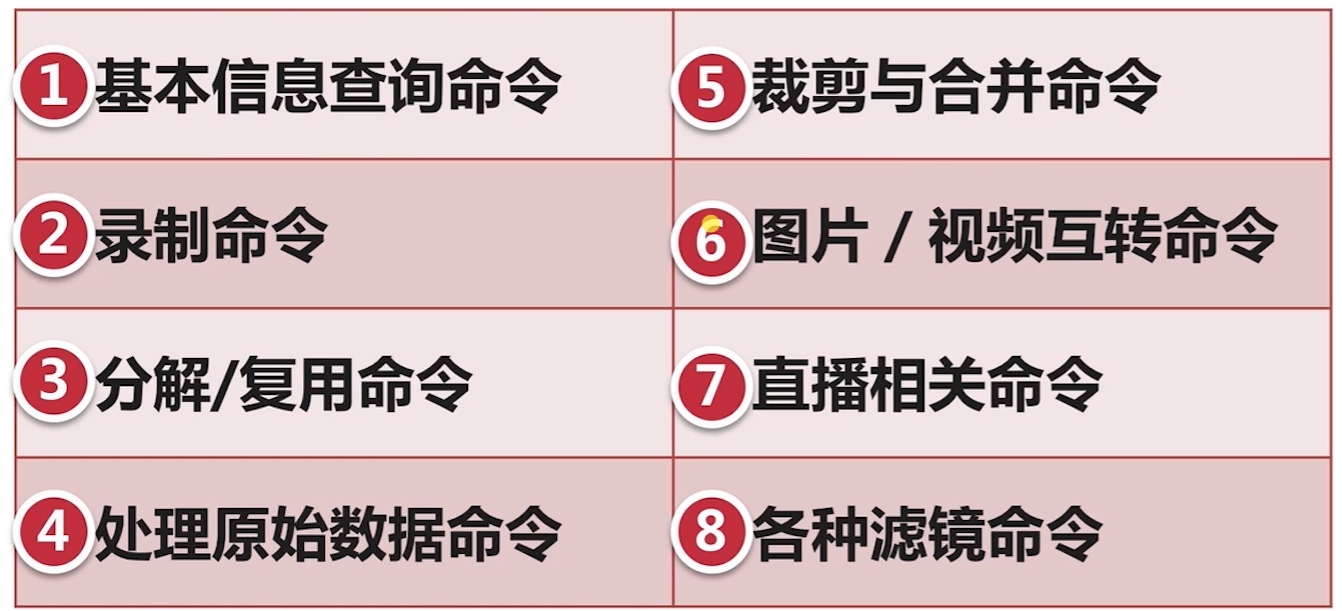 1 基本信息查询命令
5 裁剪与合并命令
2 录制命令
6 图片 / 视频互转命令
3 分解/复用命令
7 直播相关命令
4 处理原始数据命令
8 各种滤镜命令